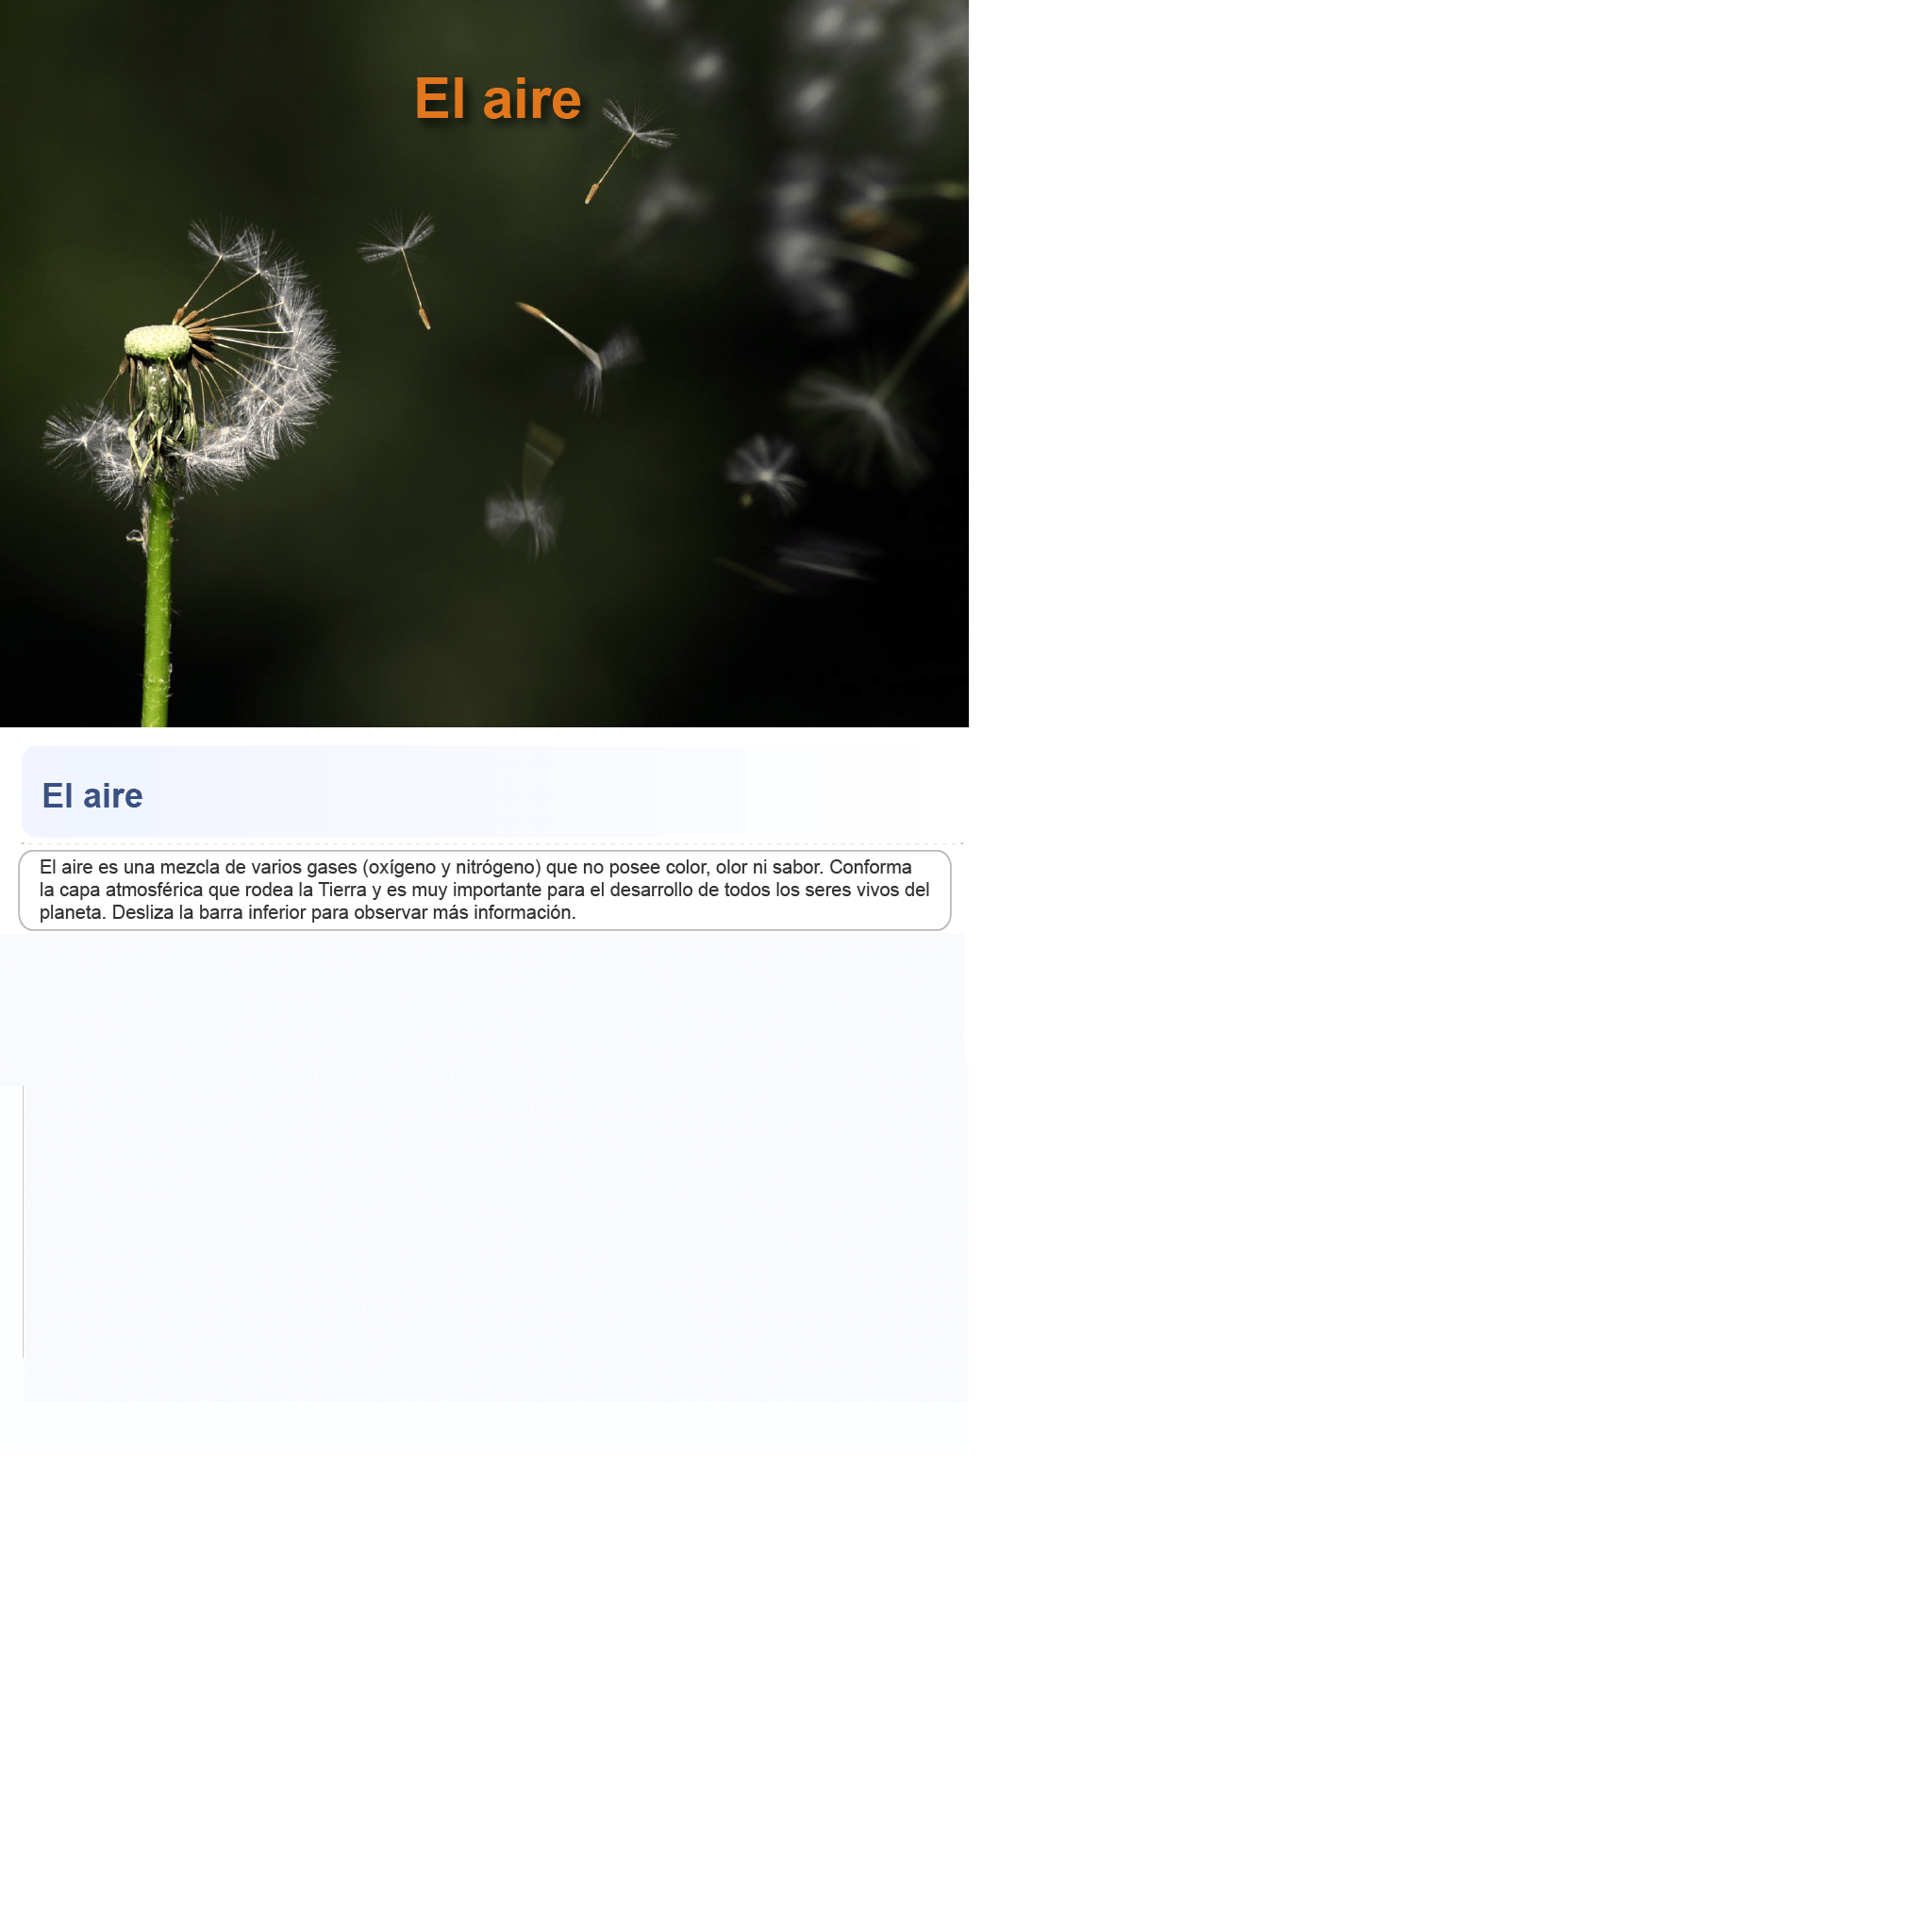 El aire
El aire
El aire es una mezcla de varios gases (oxígeno y nitrógeno) que no posee color, olor ni sabor. Conforma
la capa atmosférica que rodea la Tierra y es muy importante para el desarrollo de todos los seres vivos del
planeta. Desliza la barra inferior para observar más información.